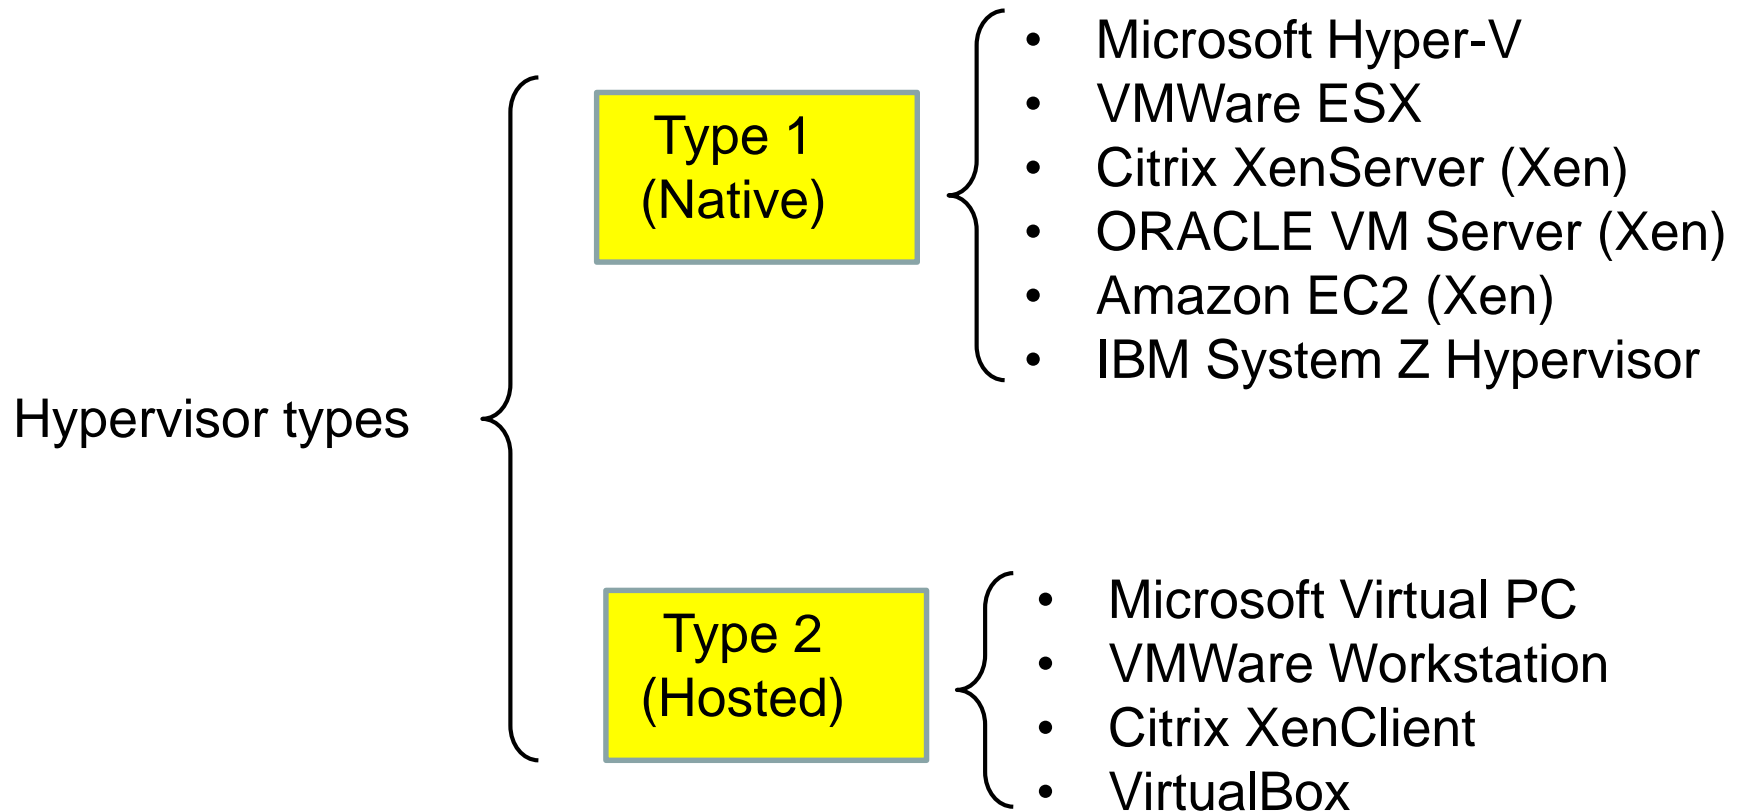 Hypervisor types
Type 1
(Native)
• Microsoft Hyper-V
• VMWare ESX
• Citrix XenServer (Xen)
• ORACLE VM Server (Xen)
• Amazon EC2 (Xen)
• IBM System Z Hypervisor
Type 2
(Hosted)
• Microsoft Virtual PC
• VMWare Workstation
• Citrix XenClient
• VirtualBox